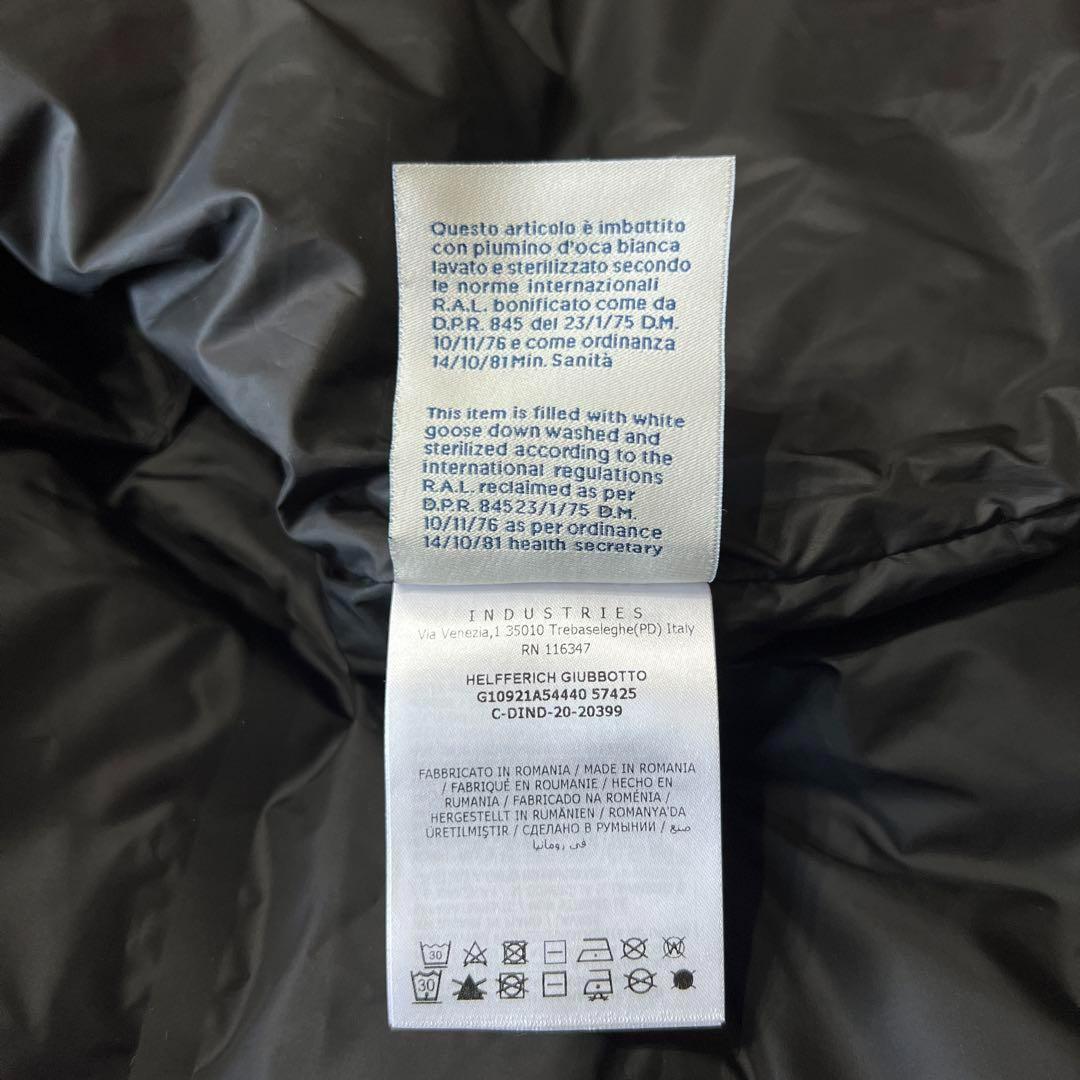 Questo articolo è imbottito
con piumino d'oca bianca
lavato e sterilizzato secondo
le norme internazionali
R.A.L. bonificato come da
D.P.R. 845 del 23/1/75 D.M.
10/11/76 e come ordinanza
14/10/81 Min. Sanità
This item is filled with white
goose down washed and
sterilized according to the
international regulations
R.A.L. reclaimed as per
D.P.R. 84523/1/75 D.M.
10/11/76 as per ordinance
14/10/81 health secretary
INDUSTRIES
Via Venezia,1 35010 Trebaseleghe(PD) Italy
RN 116347
HELFFERICH GIUBBOTTO
G10921A54440 57425
C-DIND-20-20399
FABBRICATO IN ROMANIA / MADE IN ROMANIA
/ FABRIQUÉ EN ROUMANIE / HECHO EN
RUMANIA / FABRICADO NA ROMÉNIA /
HERGESTELLT IN RUMÄNIEN / ROMANYA'DA
ÜRETILMIŞTIR / СДЕЛАНО В РУМЫНИИ / صنع
في رومانيا
30
W
30